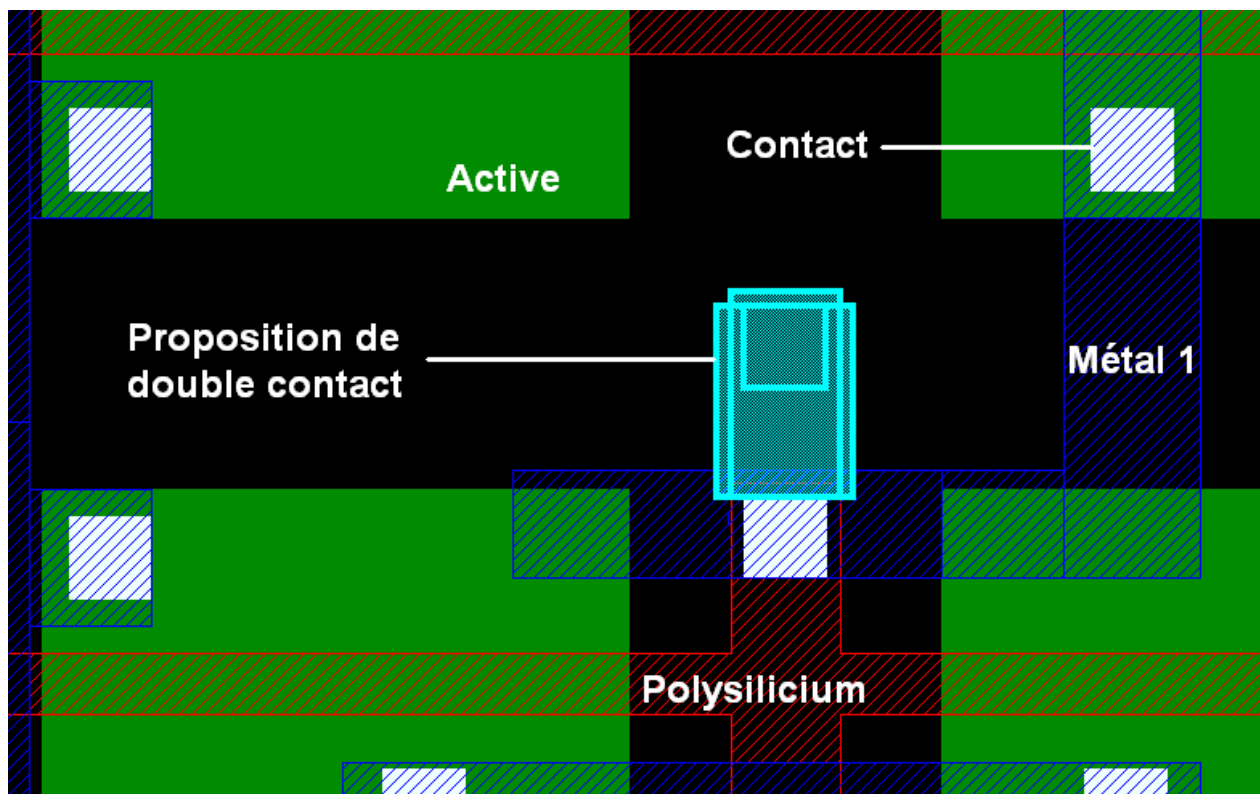 Contact
Active
Proposition de
double contact
Métal 1
Polysilicium